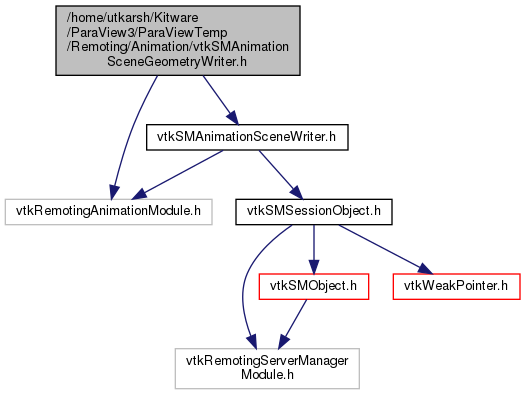 /home/utkarsh/Kitware
/ParaView3/ParaViewTemp
/Remoting/Animation/vtkSMAnimation
SceneGeometryWriter.h
vtkSMAnimationSceneWriter.h
vtkRemotingAnimationModule.h
vtkSMSessionObject.h
vtkSMObject.h
vtkWeakPointer.h
vtkRemotingServerManager
Module.h